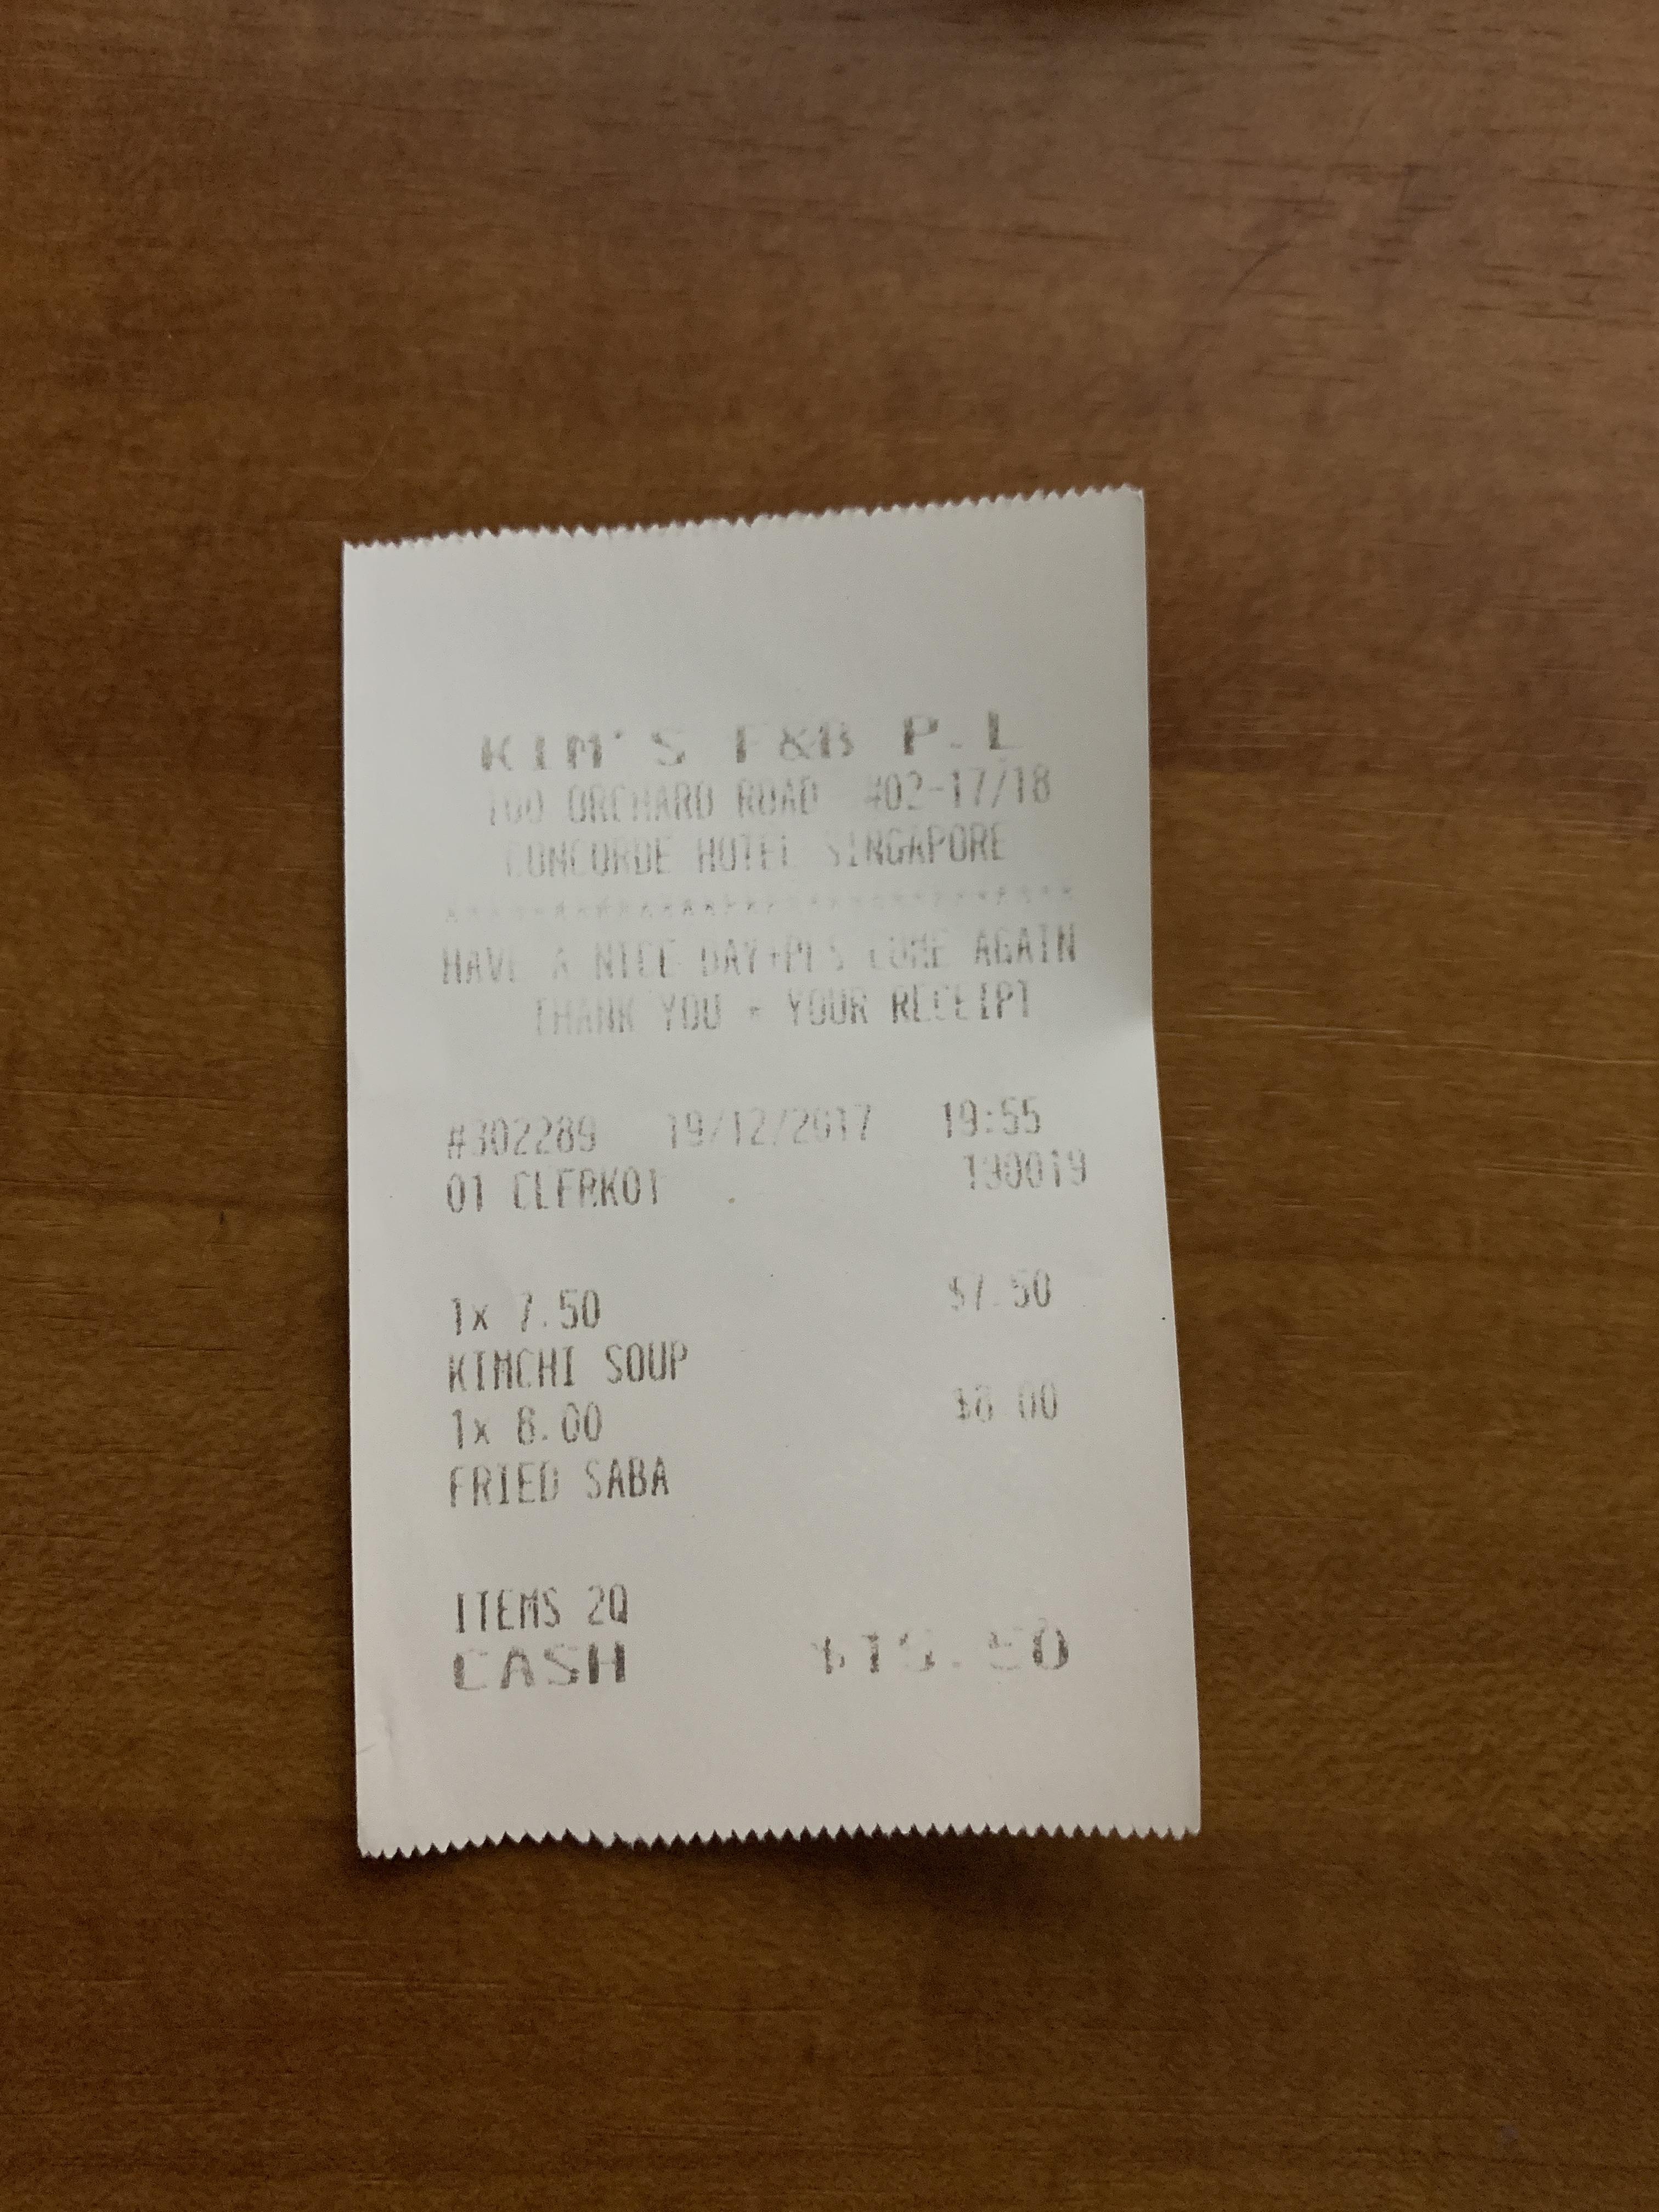 KIM'S F&B P.L
100 ORCHARD ROAD #02-17/18
CONCORDE HOTEL SINGAPORE
HAVE A NICE DAY+PLS COME AGAIN
THANK YOU * YOUR RECEIPT
#302289 19/12/2017 19:55
01 CLERK01 190019
1x 7.50 $7.50
KIMCHI SOUP
1x 8.00 $8.00
FRIED SABA
ITEMS 2Q
CASH $15.50